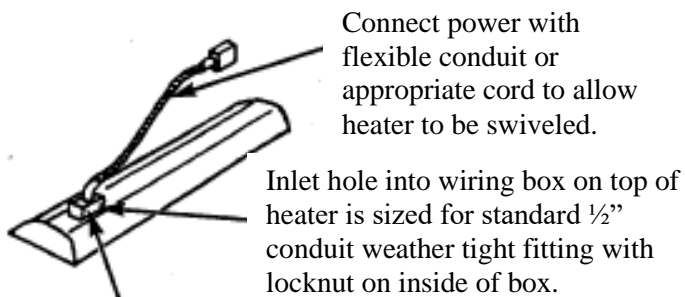 Connect power with
flexible conduit or
appropriate cord to allow
heater to be swiveled.
Inlet hole into wiring box on top of
heater is sized for standard ½”
conduit weather tight fitting with
locknut on inside of box.